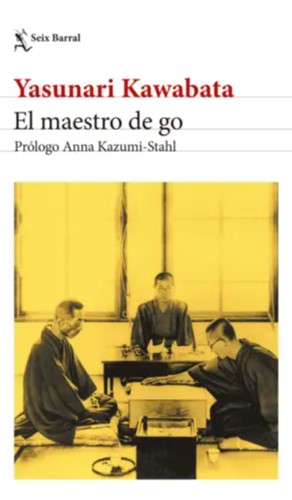 Seix Barral
Yasunari Kawabata
El maestro de go
Prólogo Anna Kazumi-Stahl